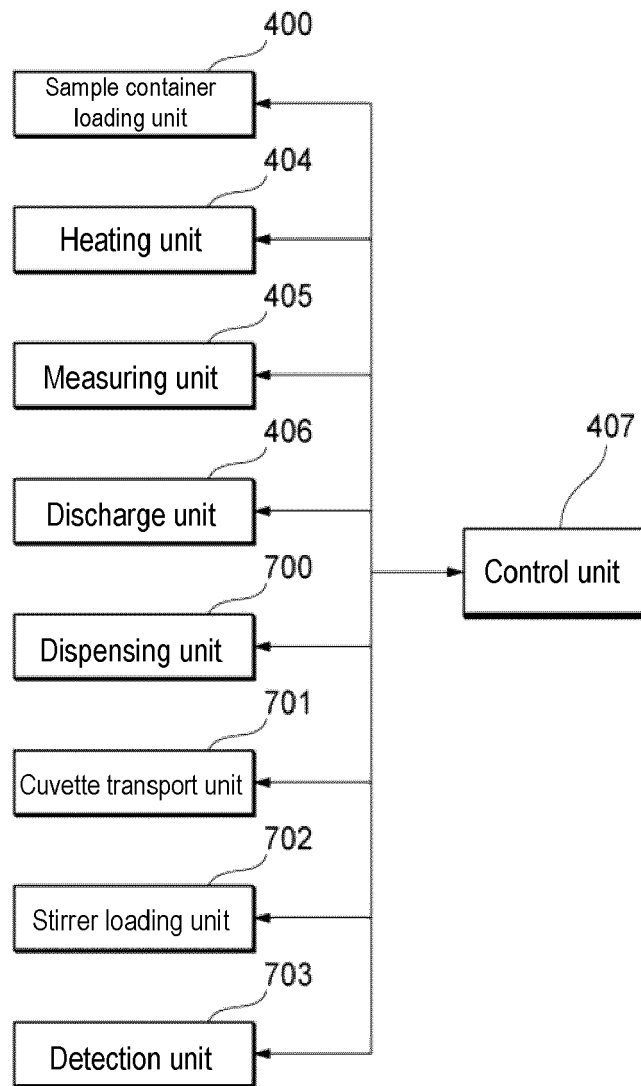 400
Sample container
loading unit
404
Heating unit
405
Measuring unit
406
Discharge unit
407
Control unit
700
Dispensing unit
701
Cuvette transport unit
702
Stirrer loading unit
703
Detection unit